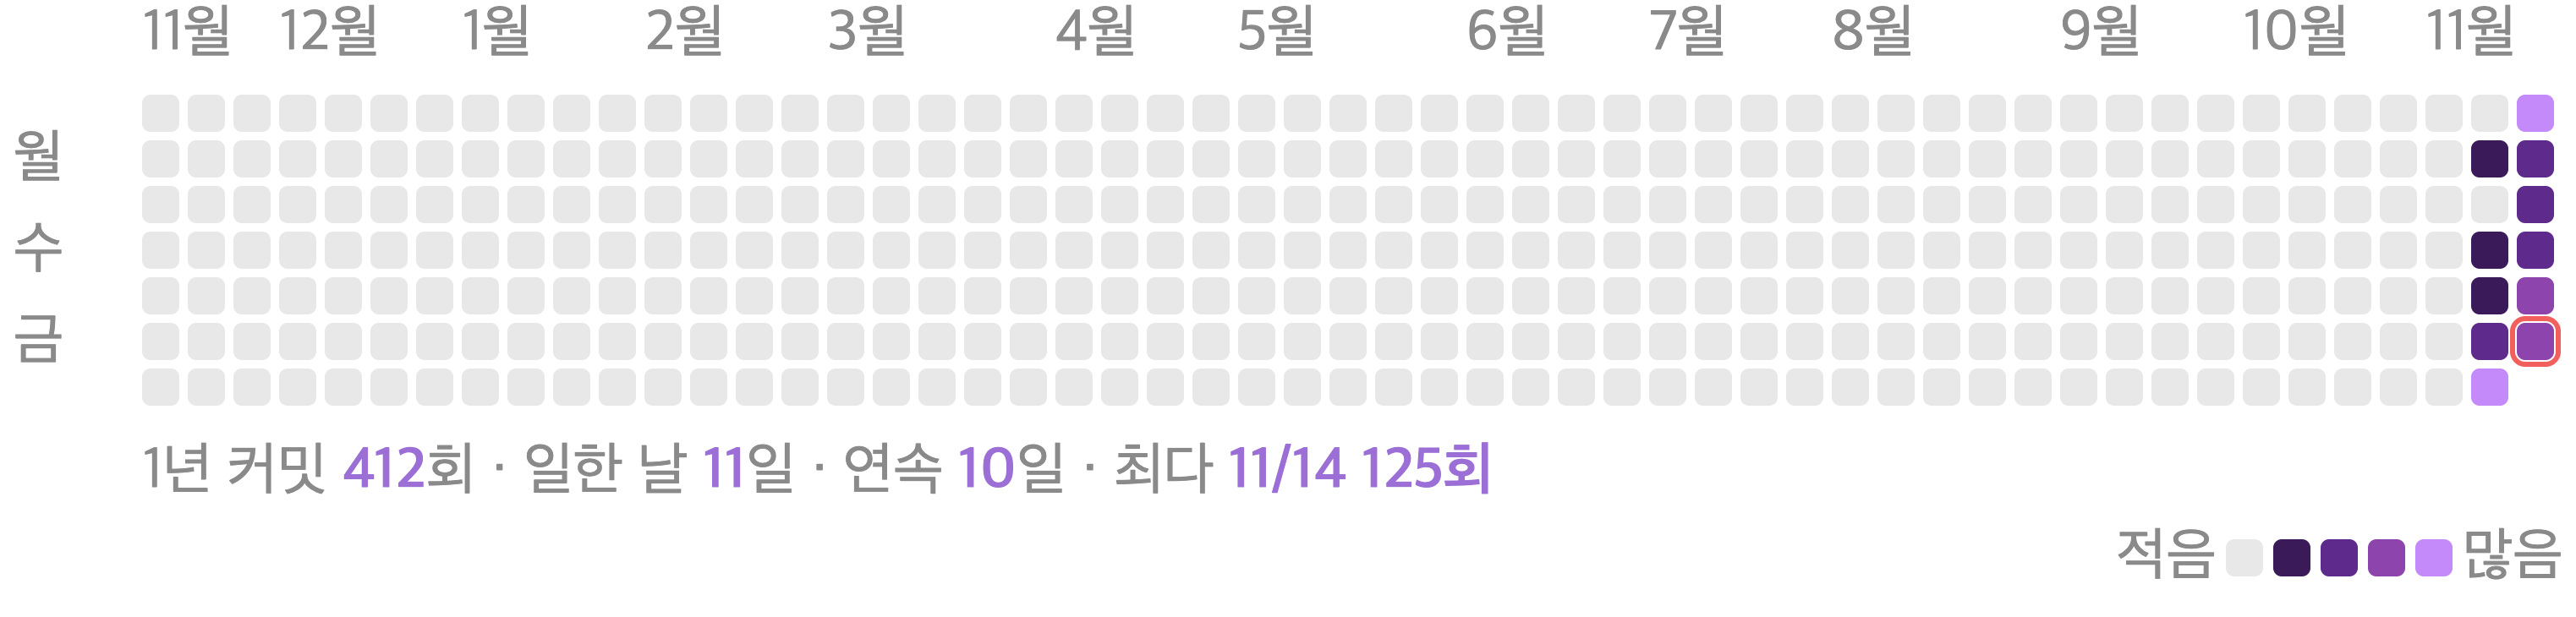 11월 12월 1월 2월 3월 4월 5월 6월 7월 8월 9월 10월 11월
월
수
금
1년 커밋 412회 · 일한 날 11일 · 연속 10일 · 최다 11/14 125회
적음 많음